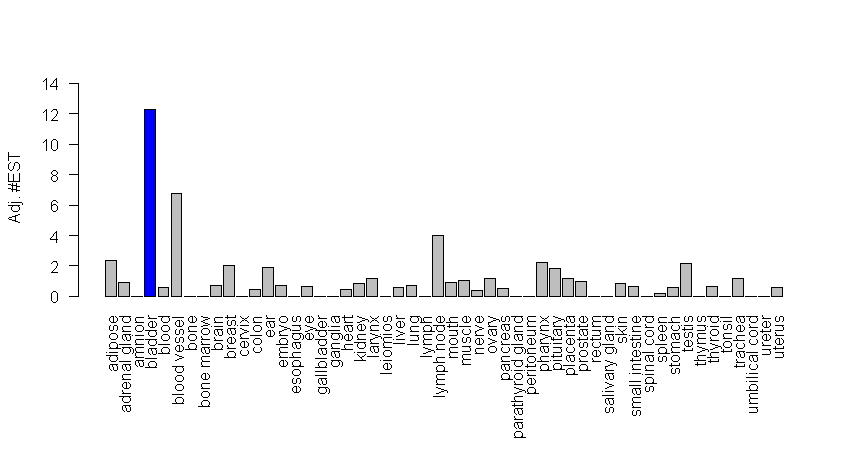 Adj. #EST
14
12
10
8
6
4
2
0
adipose
adrenal gland
amnion
bladder
blood
blood vessel
bone
bone marrow
brain
breast
cervix
colon
ear
embryo
esophagus
eye
gallbladder
ganglia
heart
kidney
larynx
leiomios
liver
lung
lymph
lymph node
mouth
muscle
nerve
ovary
pancreas
parathyroid gland
peritoneum
pharynx
pituitary
placenta
prostate
rectum
salivary gland
skin
small intestine
spinal cord
spleen
stomach
testis
thymus
thyroid
tonsil
trachea
umbilical cord
ureter
uterus